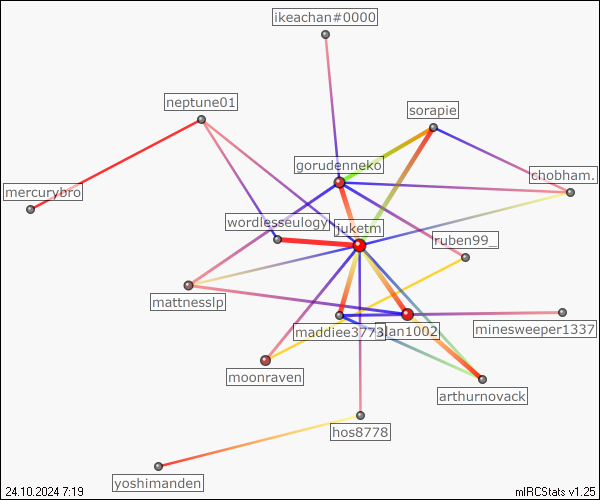 ikeachan#0000
neptune01
sorapie
gorudenneko
chobham.
mercurybro
wordlesseulogy
juketm
ruben99_
mattnesslp
maddiee3773
alan1002
minesweeper1337
moonraven
arthurnovack
hos8778
yoshimanden
24.10.2024 7:19
mIRCStats v1.25